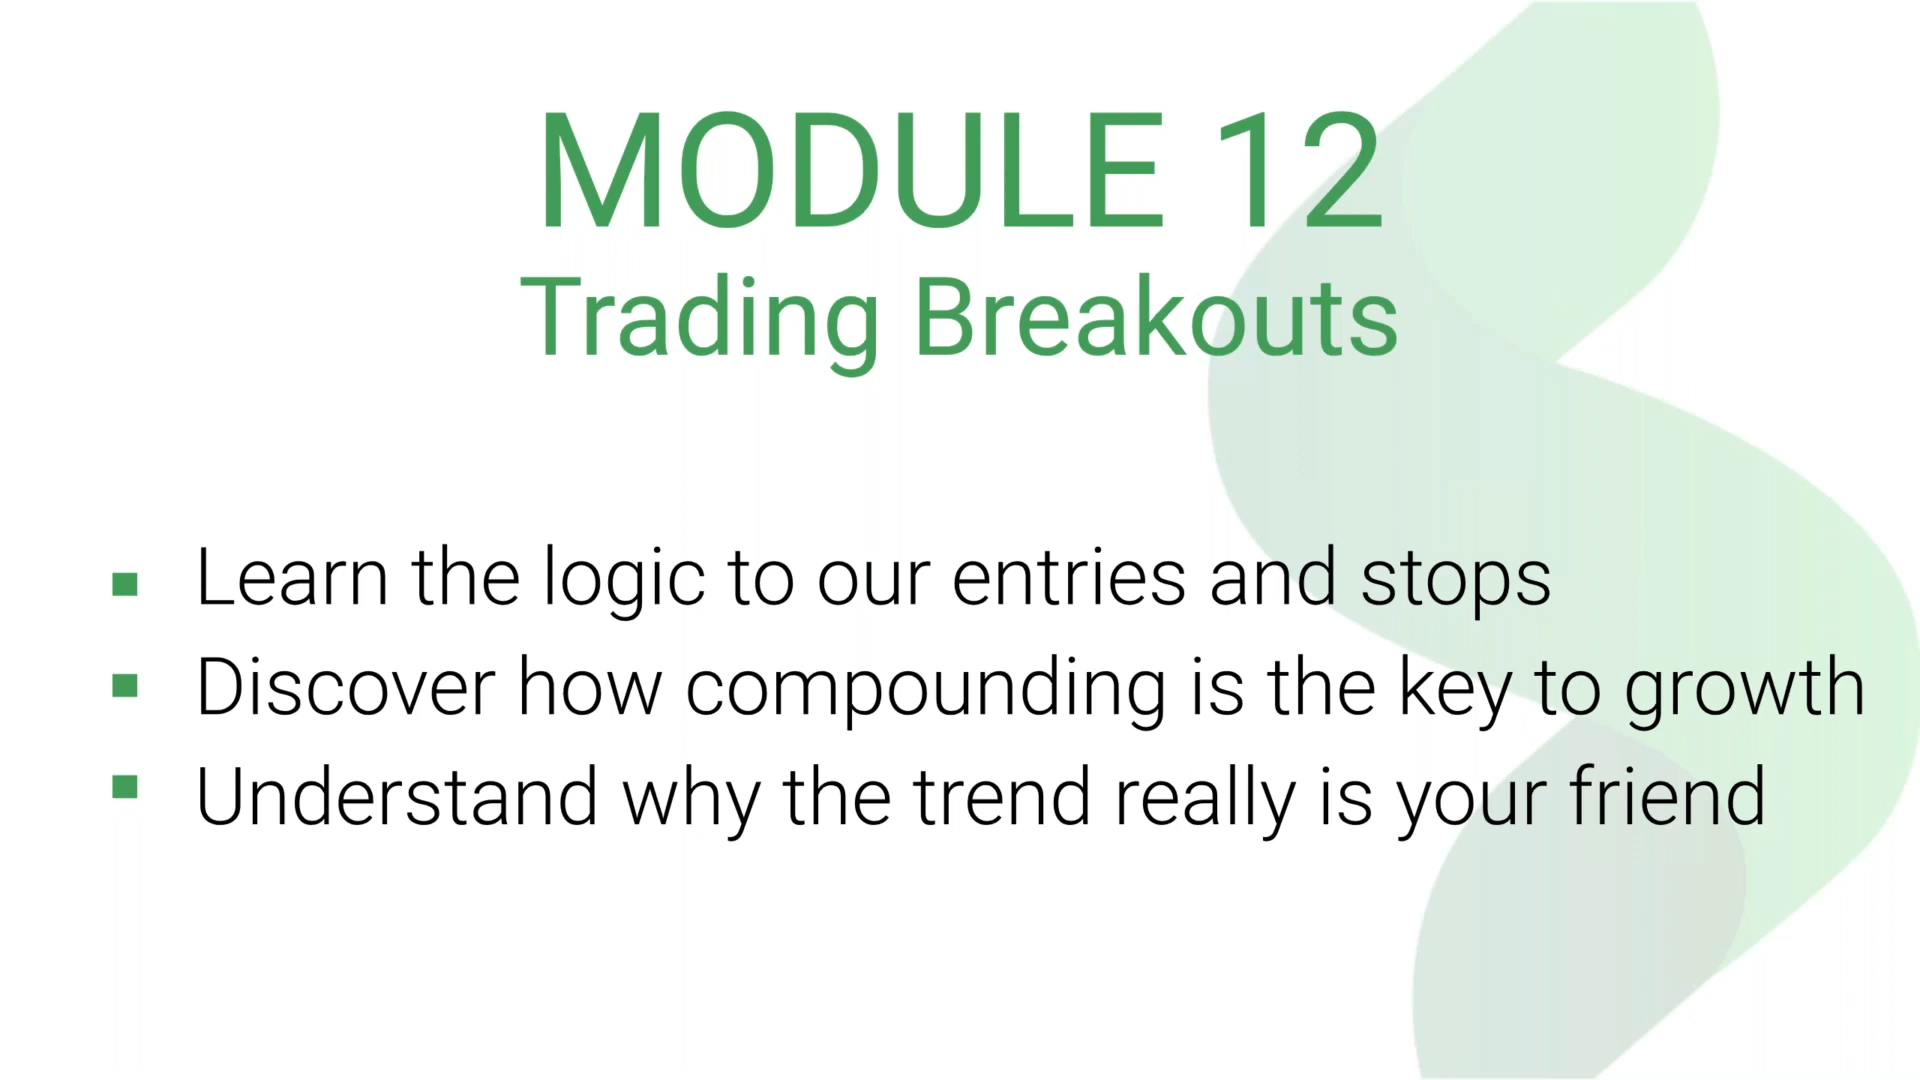 MODULE 12
Trading Breakouts
Learn the logic to our entries and stops
Discover how compounding is the key to growth
Understand why the trend really is your friend